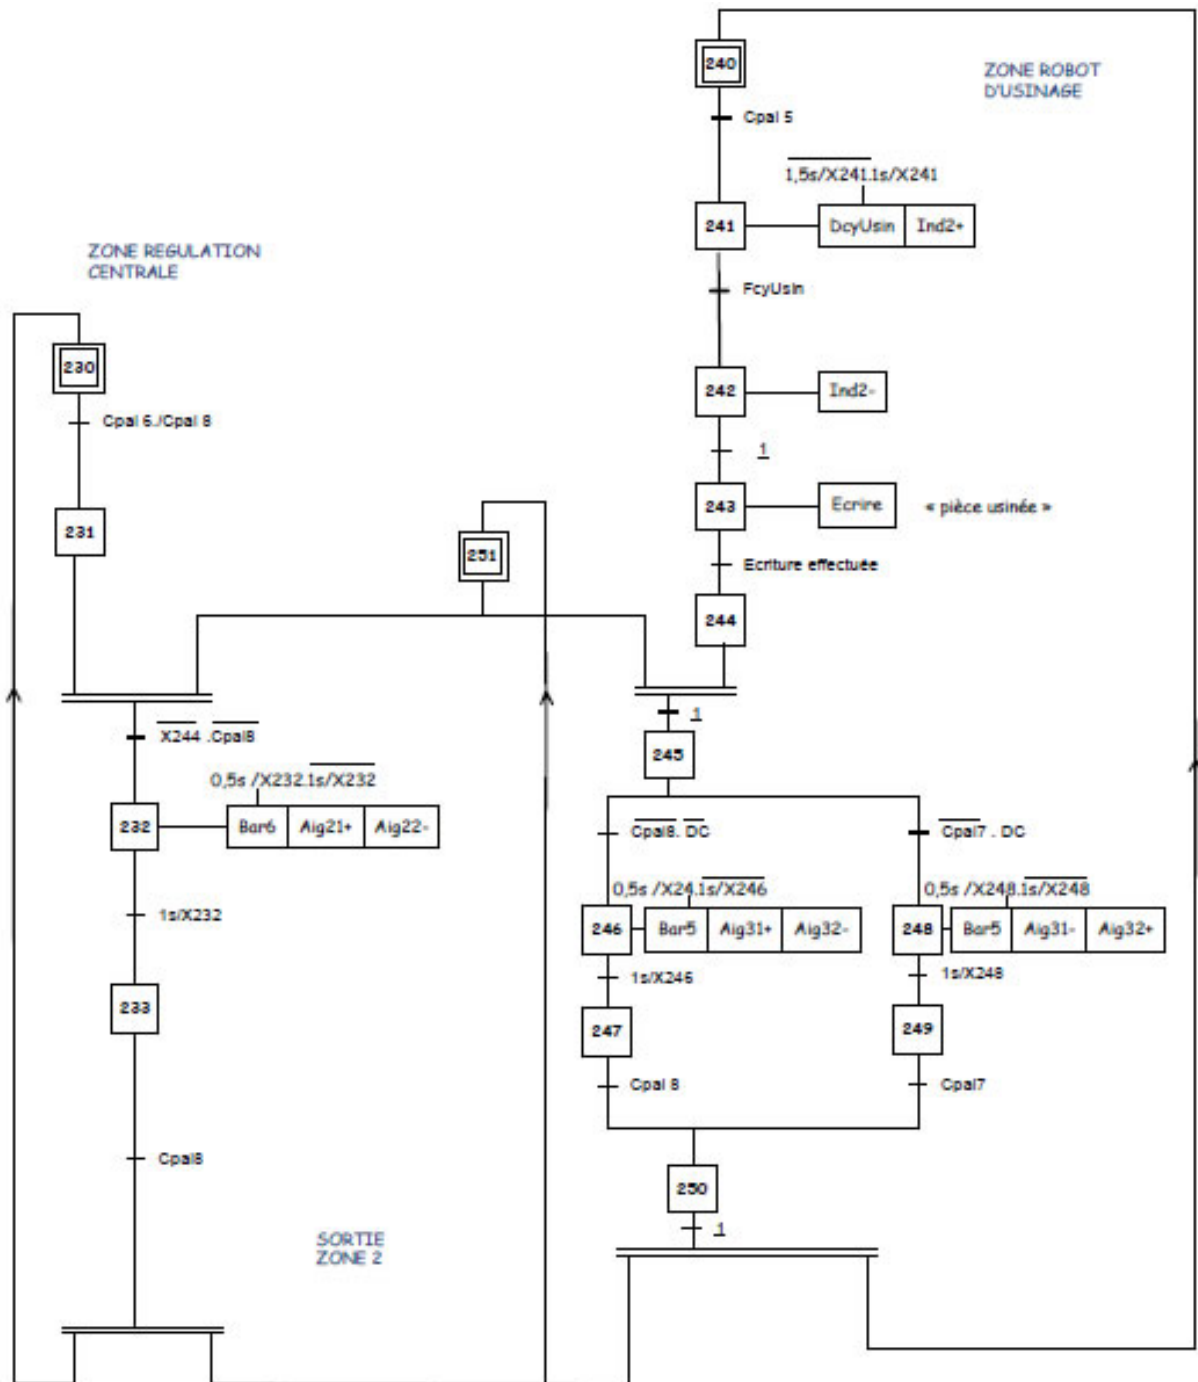 240
ZONE ROBOT
D'USINAGE
Cpal 5
1,5s/X241.1s/X241
241
DcyUsin Ind2+
ZONE REGULATION
CENTRALE
FcyUsin
230
242
Ind2-
Cpal 6./Cpal 8
1
243
Ecrire
« pièce usinée »
231
251
Ecriture effectuée
244
1
X244 .Cpal8
245
0,5s /X232.1s/X232
232
Bar6 Aig21+ Aig22-
Cpal8. DC
Cpal7 . DC
0,5s /X24.1s/X246
0,5s /X248.1s/X248
1s/X232
246
Bar5 Aig31+ Aig32-
248
Bar5 Aig31- Aig32+
1s/X246
1s/X248
233
247
249
Cpal 8
Cpal7
Cpal8
250
1
SORTIE
ZONE 2